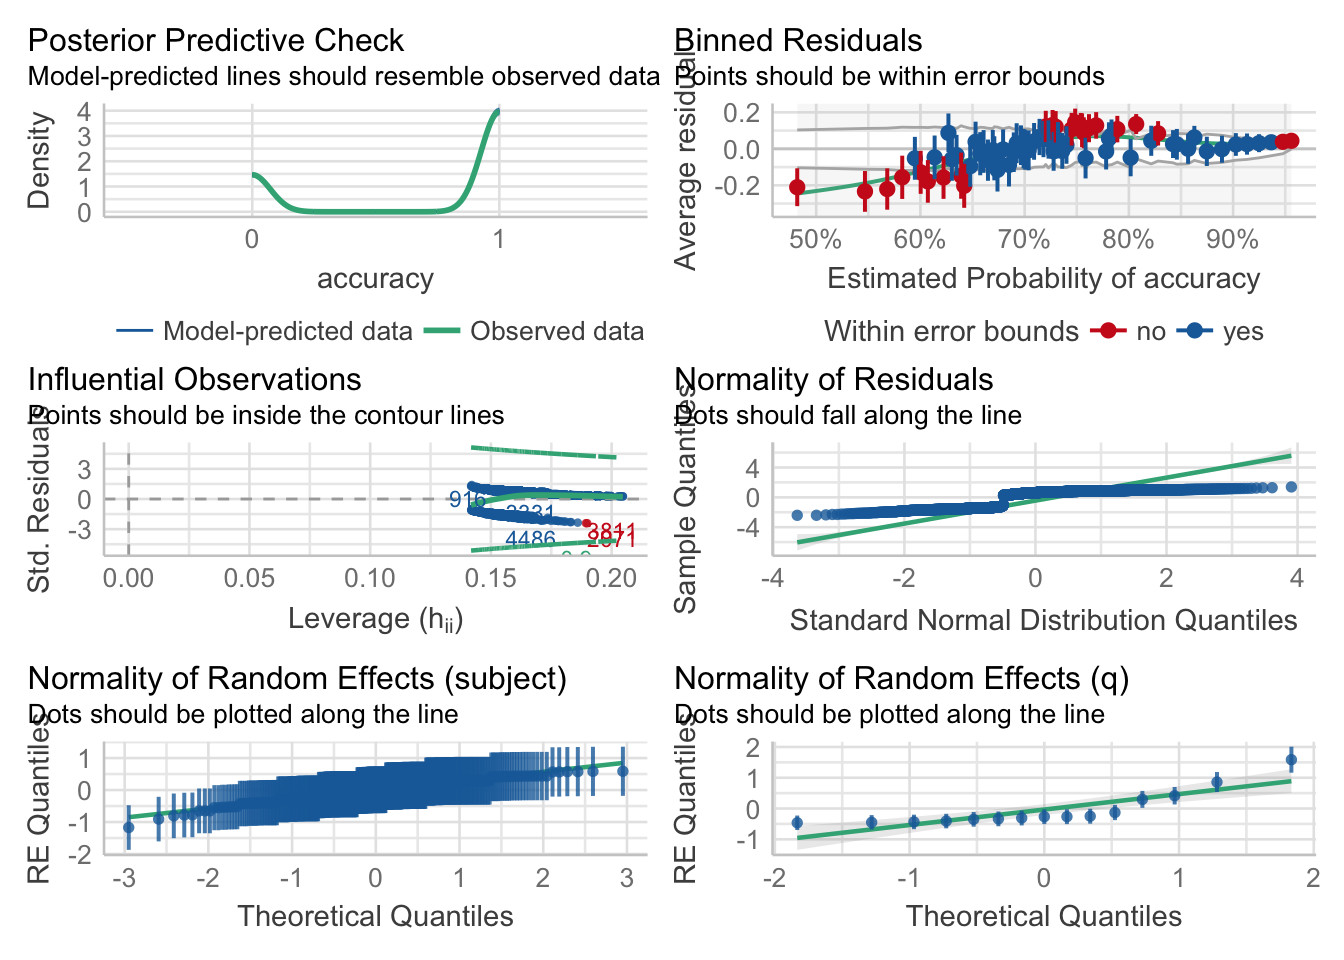 Posterior Predictive Check
Model-predicted lines should resemble observed data
Density
4
3
2
1
0
0 1
accuracy
Model-predicted data Observed data
Binned Residuals
Points should be within error bounds
Average residual
0.2
0.0
-0.2
50% 60% 70% 80% 90%
Estimated Probability of accuracy
Within error bounds no yes
Influential Observations
Points should be inside the contour lines
Std. Residuals
3
0
-3
916
3231
4486
3811
2671
0.00 0.05 0.10 0.15 0.20
Leverage (hii)
Normality of Residuals
Dots should fall along the line
Sample Quantiles
4
0
-4
-4 -2 0 2 4
Standard Normal Distribution Quantiles
Normality of Random Effects (subject)
Dots should be plotted along the line
RE Quantiles
1
0
-1
-2
-3 -2 -1 0 1 2 3
Theoretical Quantiles
Normality of Random Effects (q)
Dots should be plotted along the line
RE Quantiles
2
1
0
-1
-2 -1 0 1 2
Theoretical Quantiles